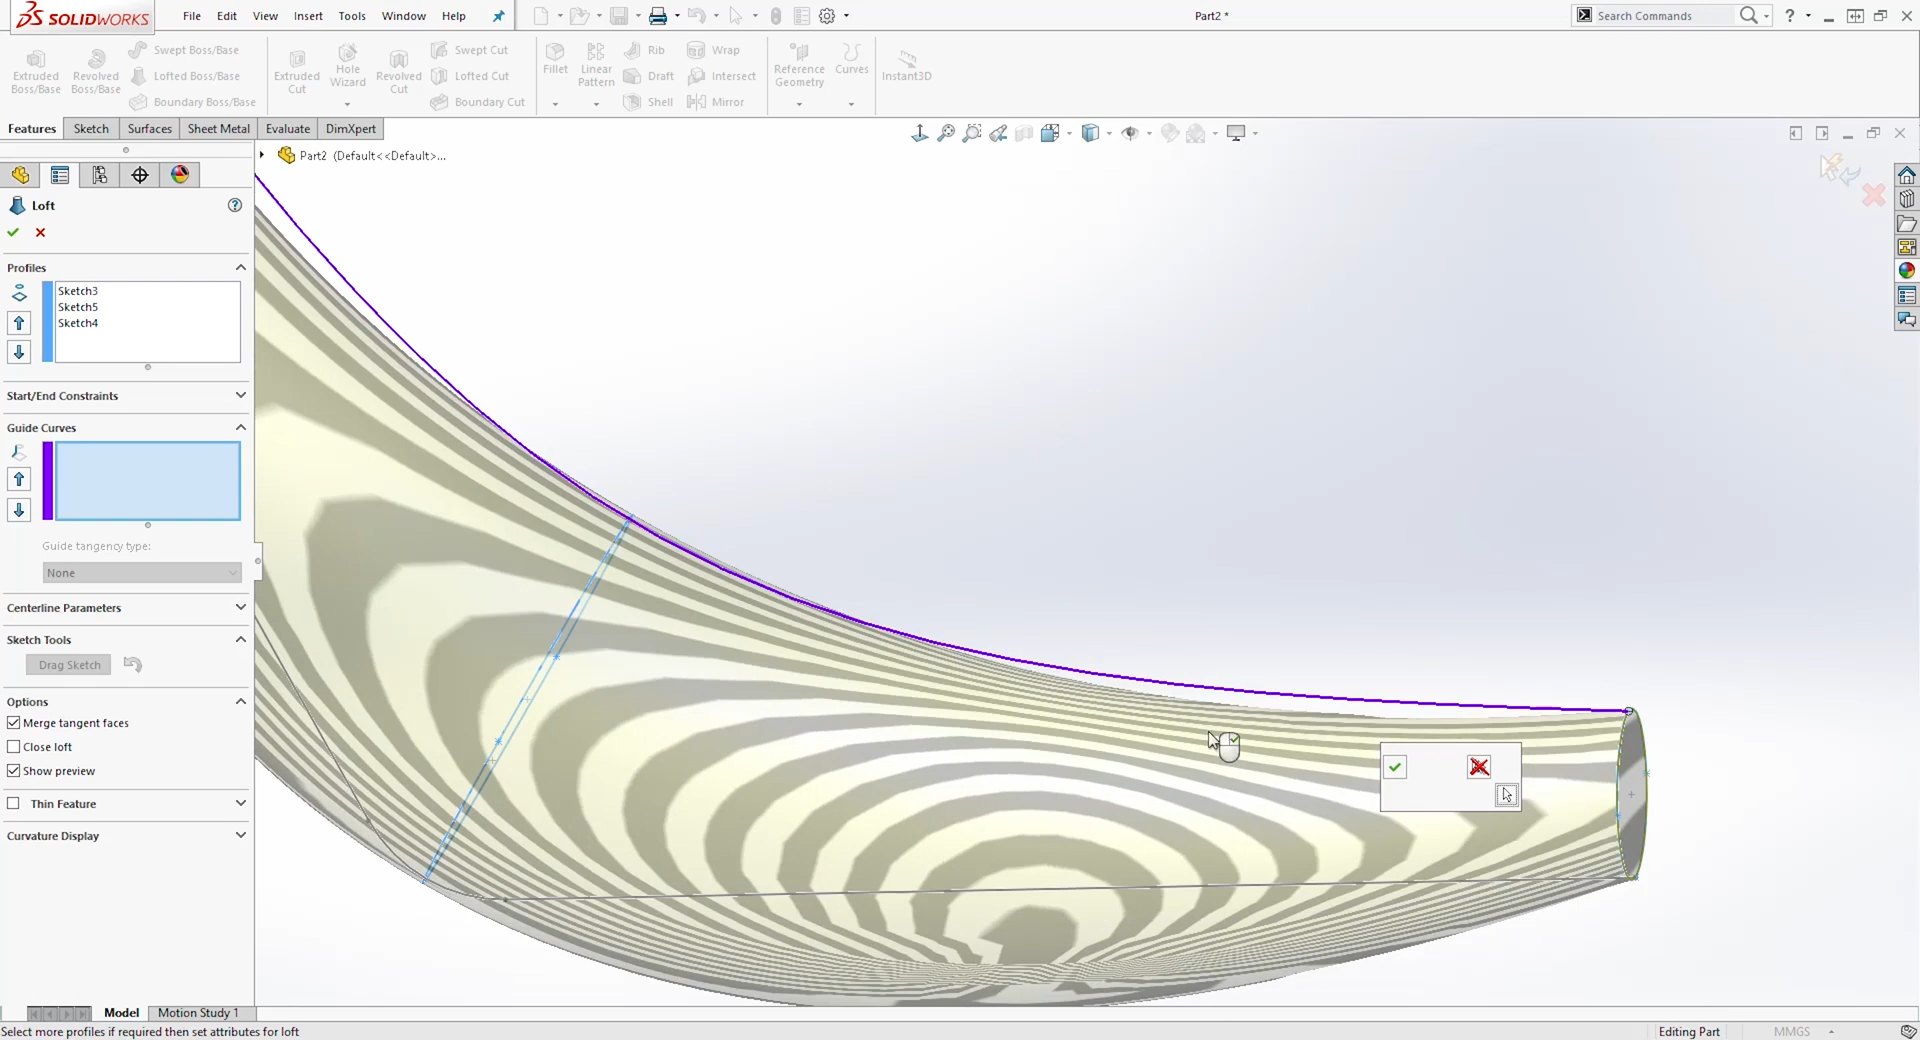 SOLIDWORKS File Edit View Insert Tools Window Help Part2 * Search Commands ?
Extruded Boss/Base
Revolved Boss/Base
Swept Boss/Base
Lofted Boss/Base
Boundary Boss/Base
Extruded Cut
Hole Wizard
Revolved Cut
Swept Cut
Lofted Cut
Boundary Cut
Fillet
Linear Pattern
Rib
Draft
Shell
Wrap
Intersect
Mirror
Reference Geometry
Curves
Instant3D
Features Sketch Surfaces Sheet Metal Evaluate DimXpert
Part2 (Default<<Default>...
Loft ?
Profiles
Sketch3
Sketch5
Sketch4
Start/End Constraints
Guide Curves
Guide tangency type:
None
Centerline Parameters
Sketch Tools
Drag Sketch
Options
Merge tangent faces
Close loft
Show preview
Thin Feature
Curvature Display
Model Motion Study 1
Select more profiles if required then set attributes for loft Editing Part MMGS